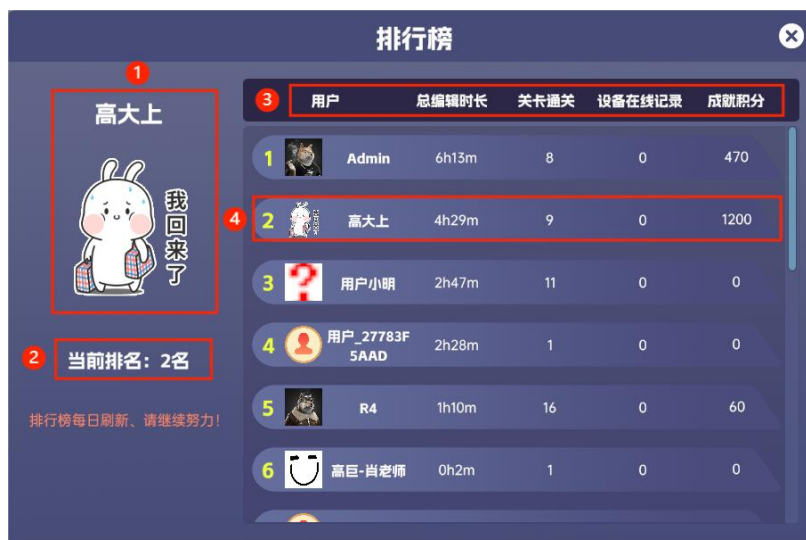 排行榜
1
高大上
我回来了
2
当前排名：2名
排行榜每日刷新、请继续努力！
3 用户 总编辑时长 关卡通关 设备在线记录 成就积分
1 Admin 6h13m 8 0 470
4 2 高大上 4h29m 9 0 1200
3 用户小明 2h47m 11 0 0
4 用户_27783F 2h28m 1 0 0
5AAD
5 R4 1h10m 16 0 60
6 高巨-肖老师 0h2m 1 0 0